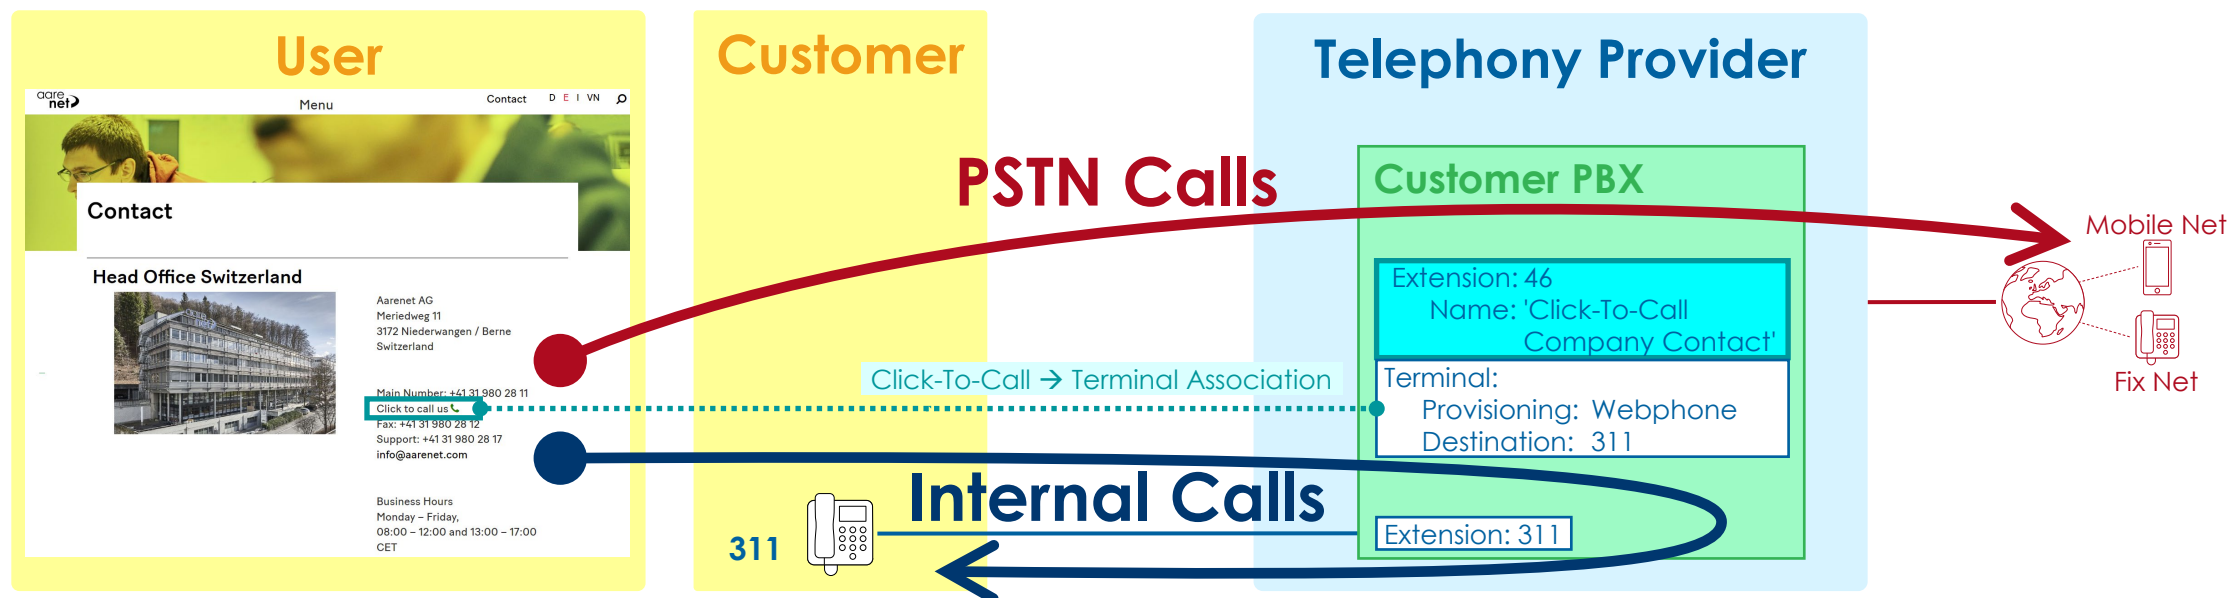 User
aare
net
Menu
Contact
D E I VN
Contact
Head Office Switzerland
Aarenet AG
Meriedweg 11
3172 Niederwangen / Berne
Switzerland
Main Number: +41 31 980 28 11
Click to call us
Fax: +41 31 980 28 12
Support: +41 31 980 28 17
info@aarenet.com
Business Hours
Monday – Friday,
08:00 – 12:00 and 13:00 – 17:00
CET
Customer
Telephony Provider
PSTN Calls
Customer PBX
Extension: 46
Name: 'Click-To-Call
Company Contact'
Click-To-Call → Terminal Association
Terminal:
Provisioning: Webphone
Destination: 311
Internal Calls
311
Extension: 311
Mobile Net
Fix Net